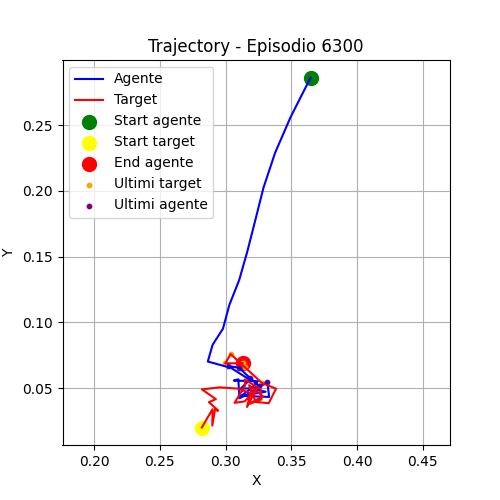 Trajectory - Episodio 6300
Agente
Target
Start agente
Start target
End agente
Ultimi target
Ultimi agente
Y
0.25
0.20
0.15
0.10
0.05
0.20
0.25
0.30
0.35
0.40
0.45
X